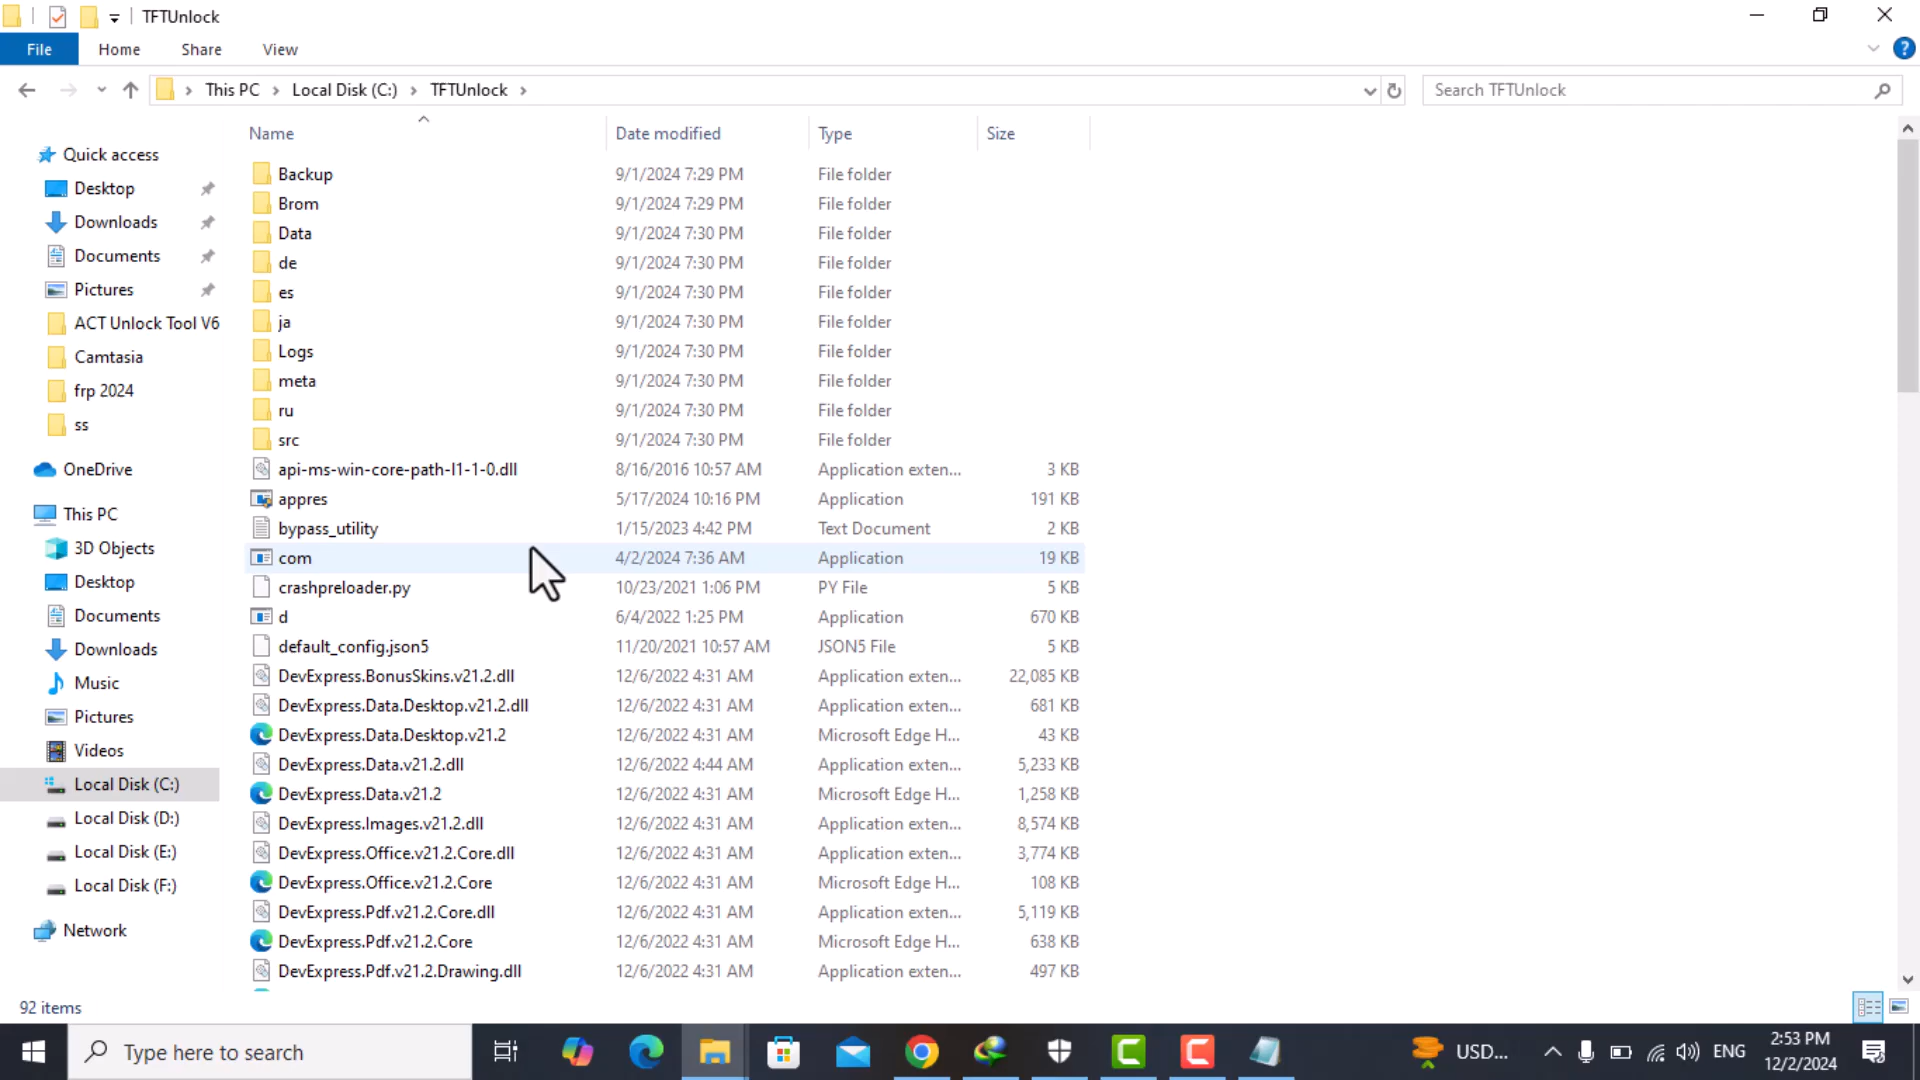 TFTUnlock
File Home Share View
This PC Local Disk (C:) TFTUnlock
Search TFTUnlock
Name Date modified Type Size
Quick access
Desktop
Downloads
Documents
Pictures
ACT Unlock Tool V6
Camtasia
frp 2024
ss
OneDrive
This PC
3D Objects
Desktop
Documents
Downloads
Music
Pictures
Videos
Local Disk (C:)
Local Disk (D:)
Local Disk (E:)
Local Disk (F:)
Network
Backup 9/1/2024 7:29 PM File folder
Brom 9/1/2024 7:29 PM File folder
Data 9/1/2024 7:30 PM File folder
de 9/1/2024 7:30 PM File folder
es 9/1/2024 7:30 PM File folder
ja 9/1/2024 7:30 PM File folder
Logs 9/1/2024 7:30 PM File folder
meta 9/1/2024 7:30 PM File folder
ru 9/1/2024 7:30 PM File folder
src 9/1/2024 7:30 PM File folder
api-ms-win-core-path-l1-1-0.dll 8/16/2016 10:57 AM Application exten... 3 KB
appres 5/17/2024 10:16 PM Application 191 KB
bypass_utility 1/15/2023 4:42 PM Text Document 2 KB
com 4/2/2024 7:36 AM Application 19 KB
crashpreloader.py 10/23/2021 1:06 PM PY File 5 KB
d 6/4/2022 1:25 PM Application 670 KB
default_config.json5 11/20/2021 10:57 AM JSON5 File 5 KB
DevExpress.BonusSkins.v21.2.dll 12/6/2022 4:31 AM Application exten... 22,085 KB
DevExpress.Data.Desktop.v21.2.dll 12/6/2022 4:31 AM Application exten... 681 KB
DevExpress.Data.Desktop.v21.2 12/6/2022 4:31 AM Microsoft Edge H... 43 KB
DevExpress.Data.v21.2.dll 12/6/2022 4:44 AM Application exten... 5,233 KB
DevExpress.Data.v21.2 12/6/2022 4:31 AM Microsoft Edge H... 1,258 KB
DevExpress.Images.v21.2.dll 12/6/2022 4:31 AM Application exten... 8,574 KB
DevExpress.Office.v21.2.Core.dll 12/6/2022 4:31 AM Application exten... 3,774 KB
DevExpress.Office.v21.2.Core 12/6/2022 4:31 AM Microsoft Edge H... 108 KB
DevExpress.Pdf.v21.2.Core.dll 12/6/2022 4:31 AM Application exten... 5,119 KB
DevExpress.Pdf.v21.2.Core 12/6/2022 4:31 AM Microsoft Edge H... 638 KB
DevExpress.Pdf.v21.2.Drawing.dll 12/6/2022 4:31 AM Application exten... 497 KB
92 items
Type here to search
USD... ENG
2:53 PM
12/2/2024